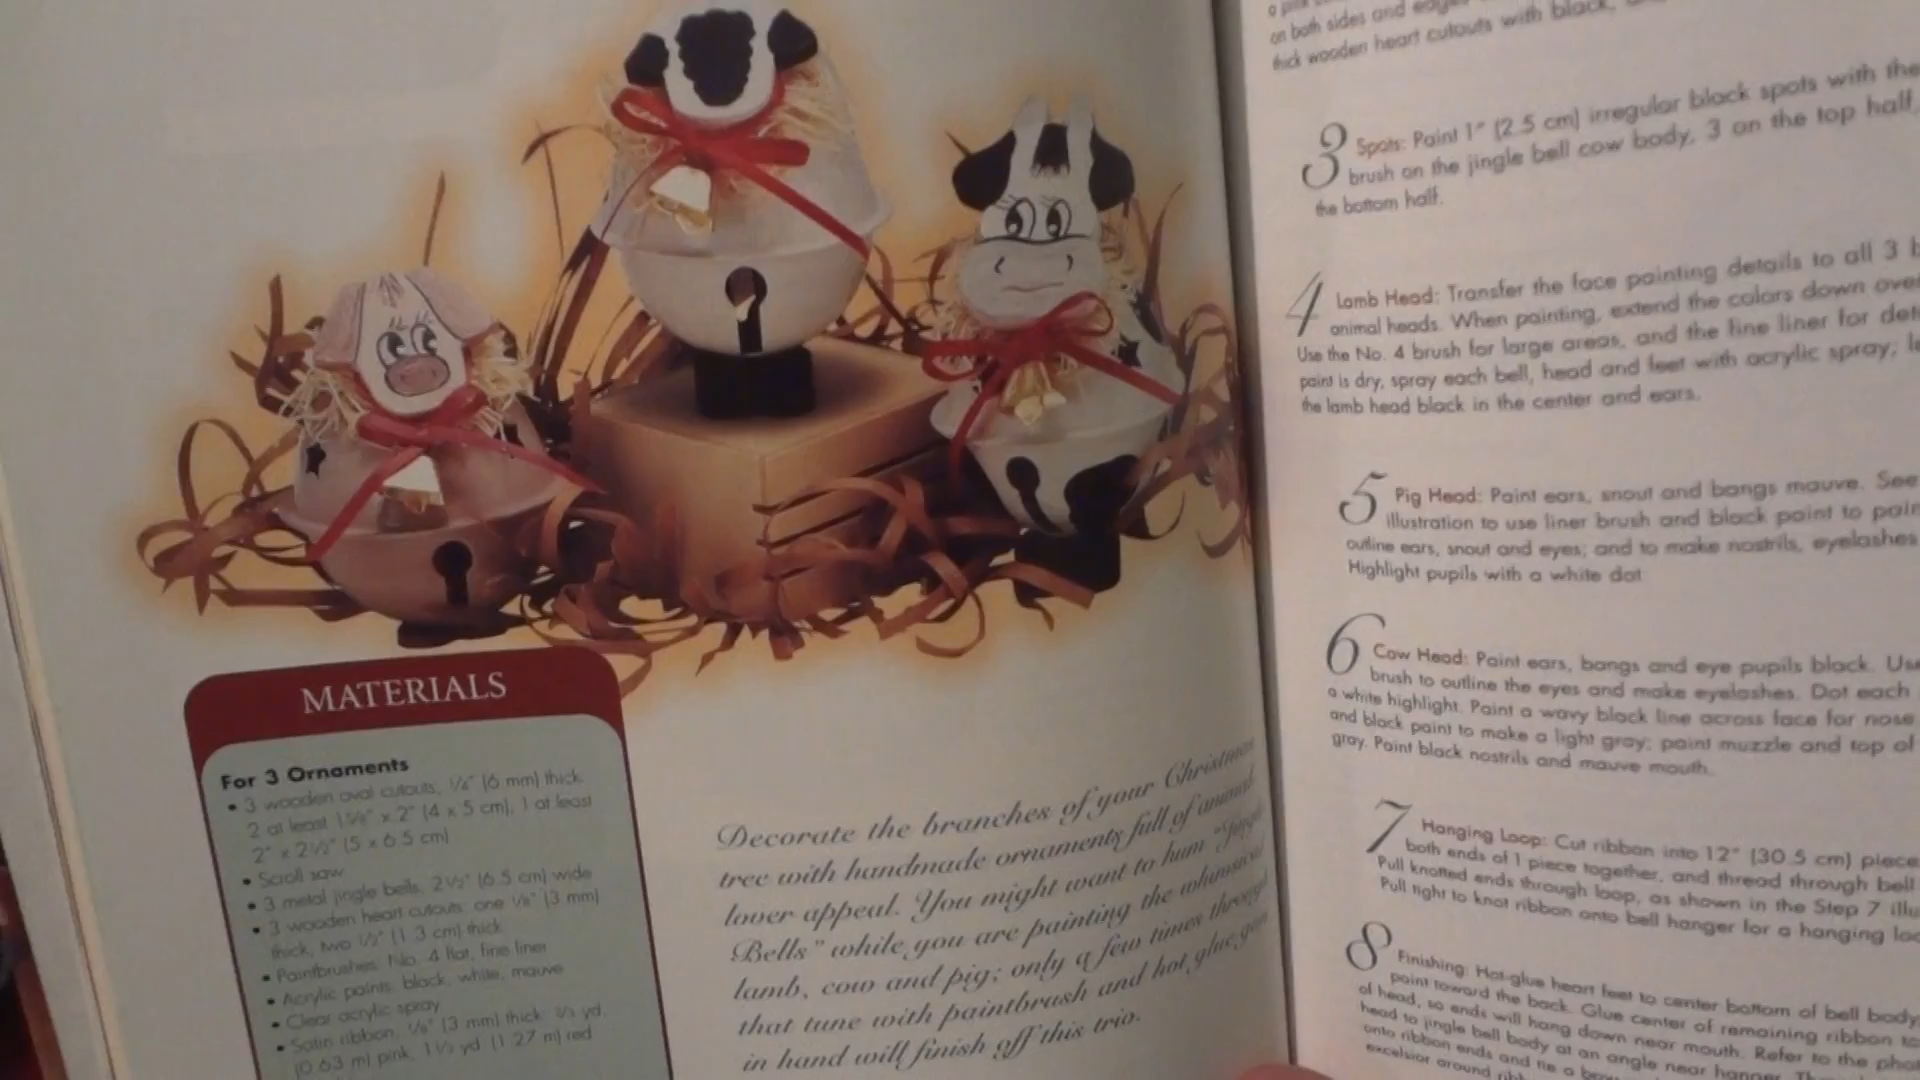 MATERIALS
For 3 Ornaments
• 3 wooden oval cutouts, 1/4" (6 mm) thick:
2 at least 1 5/8" x 2" (4 x 5 cm), 1 at least
2" x 2 1/2" (5 x 6.5 cm)
• Scroll saw
• 3 metal jingle bells, 2 1/2" (6.5 cm) wide
• 3 wooden heart cutouts: one 1/8" (3 mm)
thick, two 1/2" (1.3 cm) thick
• Paintbrushes: No. 4 flat, fine liner
• Acrylic paints: black, white, mauve
• Clear acrylic spray
• Satin ribbon, 1/8" (3 mm) thick: 2/3 yd.
(0.63 m) pink, 1 1/3 yd. (1.27 m) red
Decorate the branches of your Christmas
tree with handmade ornaments full of animal
lover appeal. You might want to hum "Jingle
Bells" while you are painting the whimsical
lamb, cow and pig; only a few times through
that tune with paintbrush and hot glue gun
in hand will finish off this trio.
on both sides and edges
thick wooden heart cutouts with black,
3 Spots: Paint 1" (2.5 cm) irregular black spots with the
brush on the jingle bell cow body, 3 on the top half,
the bottom half.
4 Lamb Head: Transfer the face painting details to all 3
animal heads. When painting, extend the colors down over
Use the No. 4 brush for large areas, and the fine liner for
paint is dry, spray each bell, head and feet with acrylic spray;
the lamb head black in the center and ears.
5 Pig Head: Paint ears, snout and bangs mauve. See
illustration to use liner brush and black paint to
outline ears, snout and eyes; and to make nostrils, eyelashes
Highlight pupils with a white dot.
6 Cow Head: Paint ears, bangs and eye pupils black. Use
brush to outline the eyes and make eyelashes. Dot each
a white highlight. Paint a wavy black line across face for nose
and black paint to make a light gray; paint muzzle and top of
gray. Paint black nostrils and mauve mouth.
7 Hanging Loop: Cut ribbon into 12" (30.5 cm)
both ends of 1 piece together, and thread through bell
Pull knotted ends through loop, as shown in the Step 7
Pull tight to knot ribbon onto bell hanger for a hanging
8 Finishing: Hot-glue heart feet to center bottom of bell body
point toward the back. Glue center of remaining ribbon
of head, so ends will hang down near mouth. Refer to the
head to jingle bell body at an angle near hanger.
onto ribbon ends and tie a bow
excelsior around